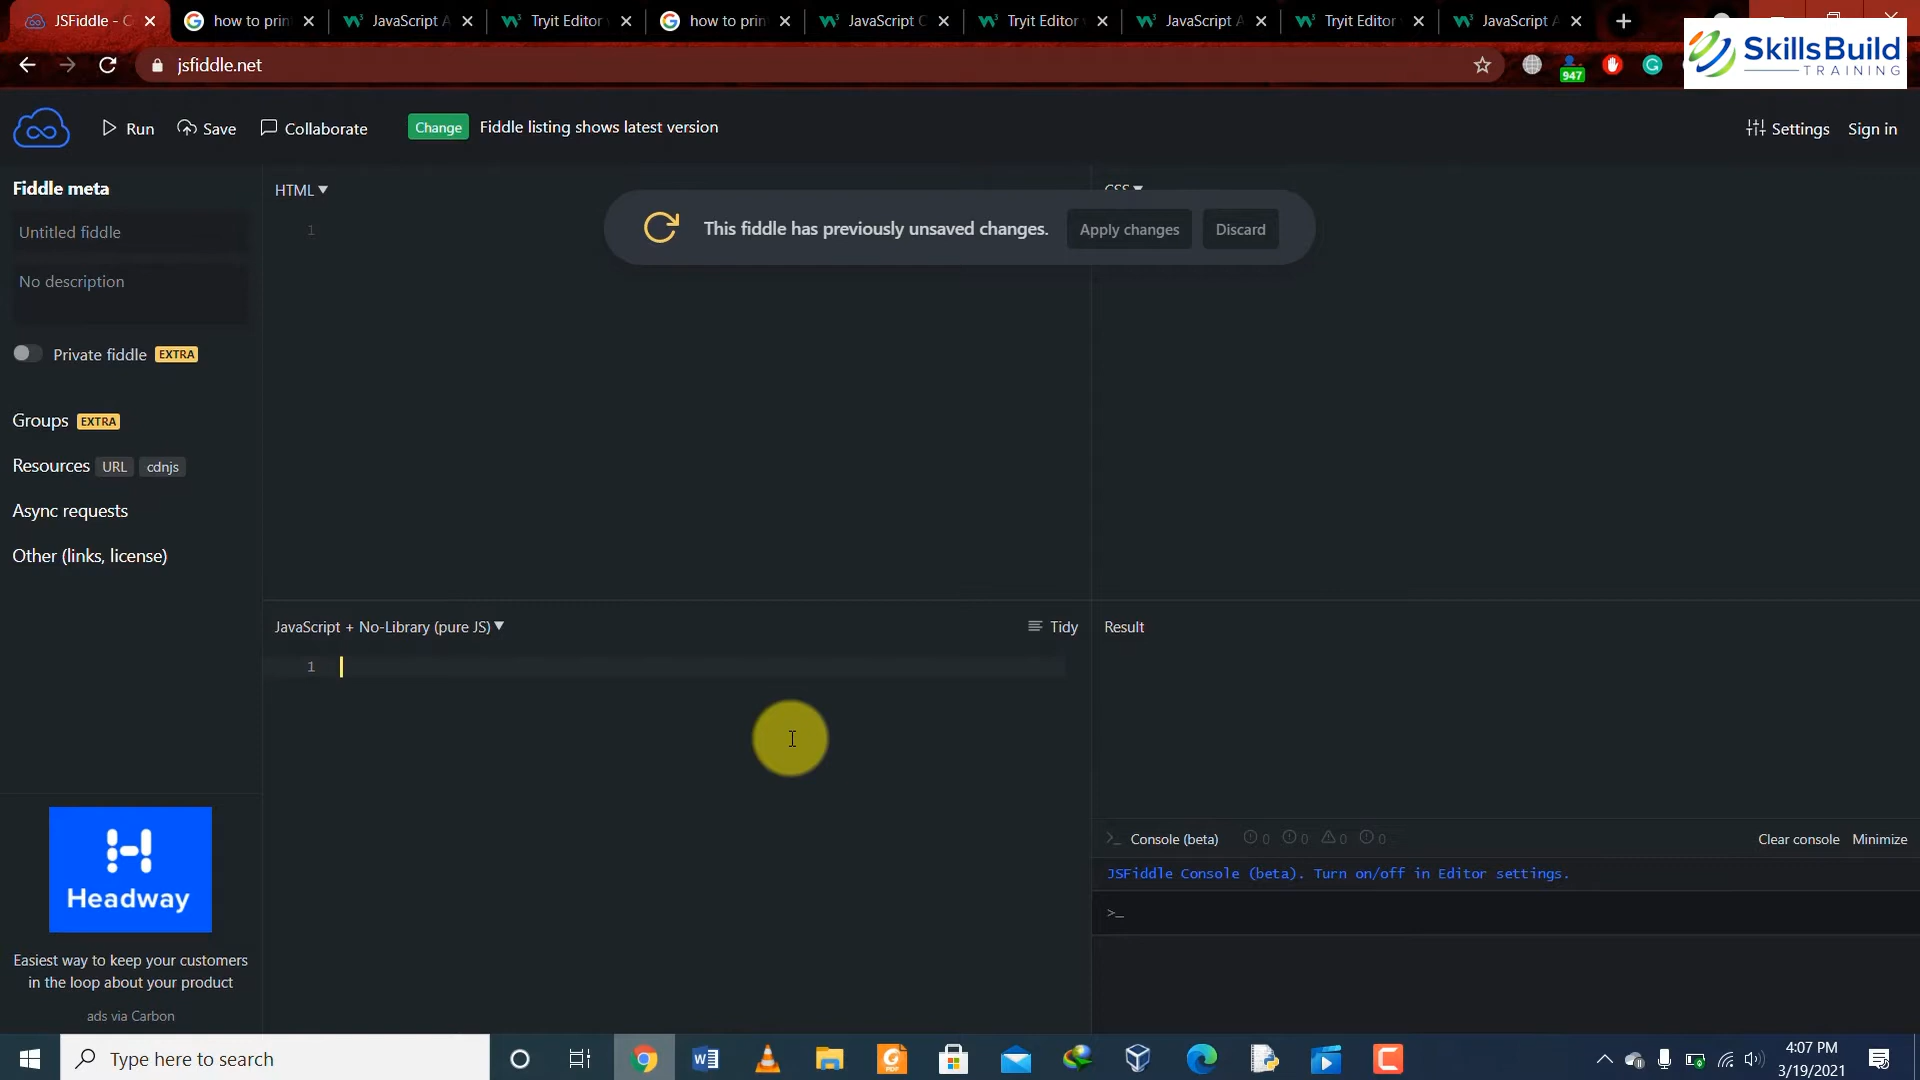 JSFiddle - C
how to prin
JavaScript A
Tryit Editor
how to prin
JavaScript C
Tryit Editor
JavaScript A
Tryit Editor
JavaScript A
jsfiddle.net
947
SkillsBuild
TRAINING
Run
Save
Collaborate
Change
Fiddle listing shows latest version
Settings
Sign in
Fiddle meta
Untitled fiddle
No description
Private fiddle EXTRA
Groups EXTRA
Resources URL cdnjs
Async requests
Other (links, license)
HTML
1
CSS
This fiddle has previously unsaved changes.
Apply changes
Discard
JavaScript + No-Library (pure JS)
Tidy
1
Result
>_ Console (beta) 0 0 0 0
Clear console Minimize
JSFiddle Console (beta). Turn on/off in Editor settings.
>_
Headway
Easiest way to keep your customers
in the loop about your product
ads via Carbon
Type here to search
4:07 PM
3/19/2021